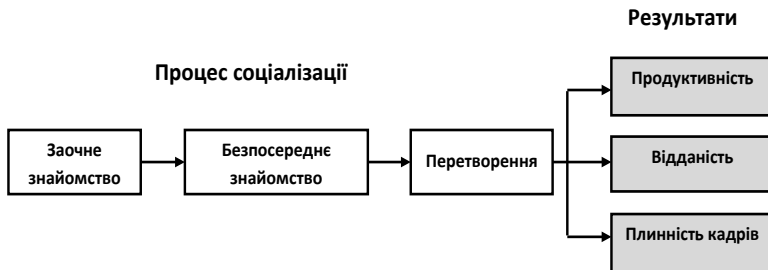 Результати
Процес соціалізації
Продуктивність
Заочне
знайомство
Безпосереднє
знайомство
Перетворення
Відданість
Плинність кадрів